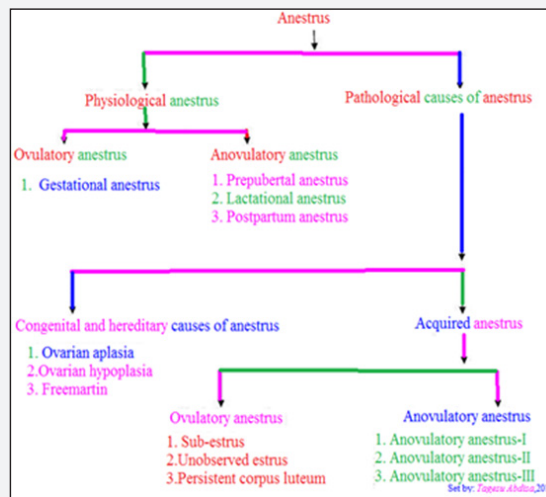 Anestrus
Physiological anestrus
Pathological causes of anestrus
Ovulatory anestrus
1. Gestational anestrus
Anovulatory anestrus
1. Prepubertal anestrus
2. Lactational anestrus
3. Postpartum anestrus
Congenital and hereditary causes of anestrus
1. Ovarian aplasia
2.Ovarian hypoplasia
3. Freemartin
Acquired anestrus
Ovulatory anestrus
1. Sub-estrus
2.Unobserved estrus
3.Persistent corpus luteum
Anovulatory anestrus
1. Anovulatory anestrus-I
2. Anovulatory anestrus-II
3. Anovulatory anestrus-III
Set by: